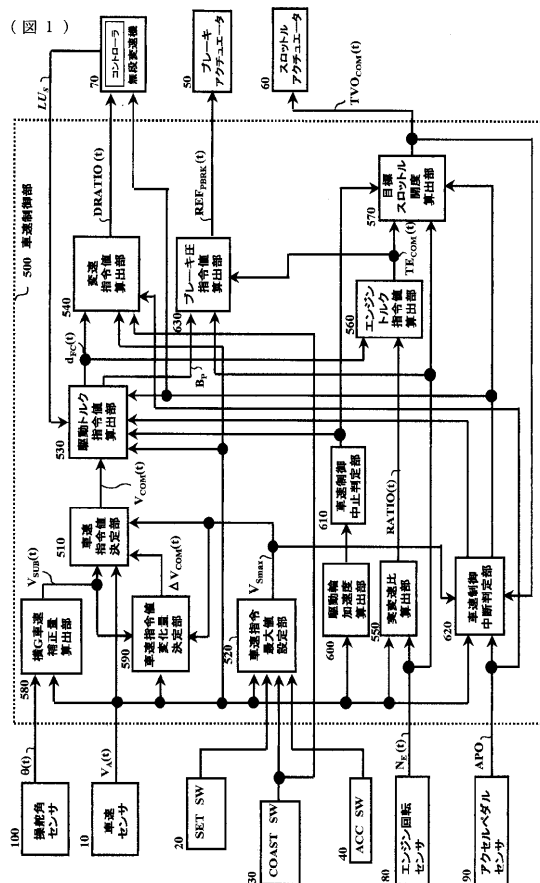 (図1)
LUs
70
コントローラ
無段変速機
50
ブレーキ
アクチュエータ
60
スロットル
アクチュエータ
TVOCOM(t)
DRATIO(t)
REFPBRK(t)
500 車速制御部
540
変速
指令値
算出部
630
ブレーキ圧
指令値
算出部
570
目標
スロットル
開度
算出部
TECOM(t)
560
エンジン
トルク
指令値
算出部
dFC(t)
BP
530
駆動トルク
指令値
算出部
VCOM(t)
RATIO(t)
510
車速
指令値
決定部
610
車速制御
中止判定部
VSUB(t)
ΔVCOM(t)
VSmax
580
横G車速
補正量
算出部
590
車速指令値
変化量
決定部
520
車速指令
最大値
設定部
600
駆動輪
加速度
算出部
550
実変速比
算出部
620
車速制御
中断判定部
θ(t)
VA(t)
NE(t)
APO
100
操舵角
センサ
10
車速
センサ
20
SET SW
30
COAST SW
40
ACC SW
80
エンジン回転
センサ
90
アクセルペダル
センサ